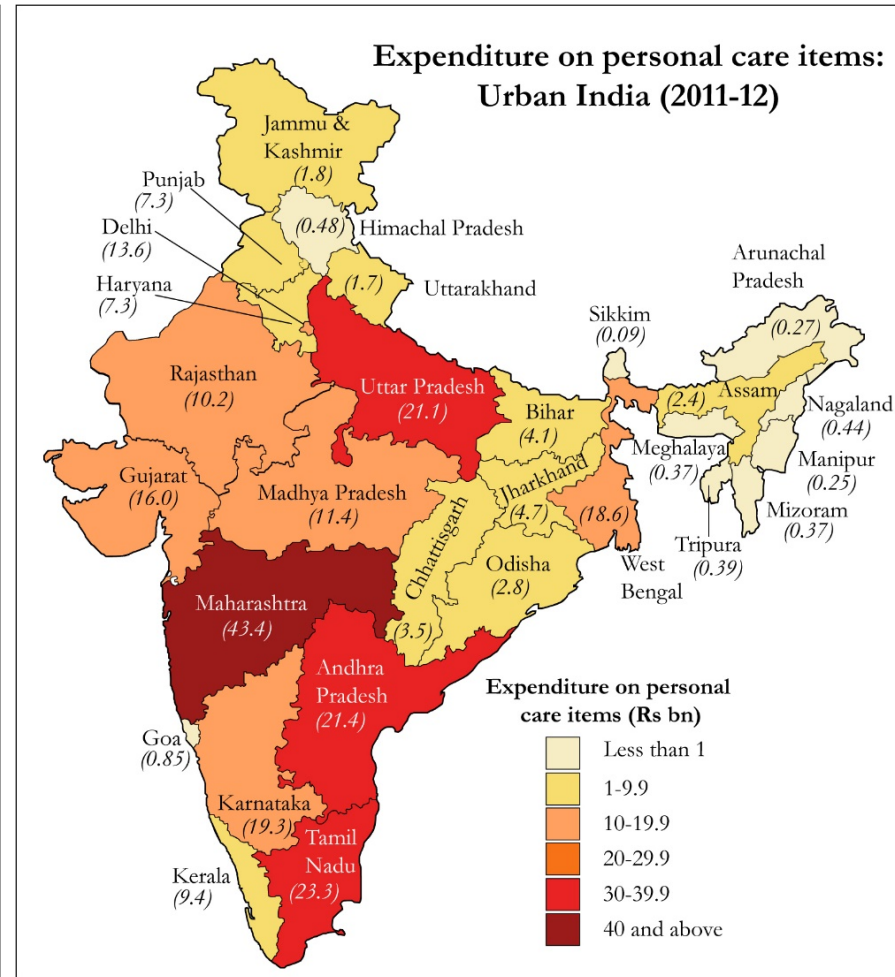 Expenditure on personal care items:
Urban India (2011-12)
Jammu &
Kashmir
(1.8)
Punjab
(7.3)
(0.48)
Himachal Pradesh
Delhi
(13.6)
Haryana
(7.3)
(1.7)
Uttarakhand
Arunachal
Pradesh
(0.27)
Sikkim
(0.09)
Rajasthan
(10.2)
Uttar Pradesh
(21.1)
Bihar
(4.1)
Assam
(2.4)
Nagaland
(0.44)
Meghalaya
(0.37)
Manipur
(0.25)
Mizoram
(0.37)
Tripura
(0.39)
Gujarat
(16.0)
Madhya Pradesh
(11.4)
Jharkhand
(4.7)
(18.6)
West
Bengal
Chhattisgarh
(3.5)
Odisha
(2.8)
Maharashtra
(43.4)
Andhra
Pradesh
(21.4)
Goa
(0.85)
Karnataka
(19.3)
Tamil
Nadu
(23.3)
Kerala
(9.4)
Expenditure on personal
care items (Rs bn)
Less than 1
1-9.9
10-19.9
20-29.9
30-39.9
40 and above